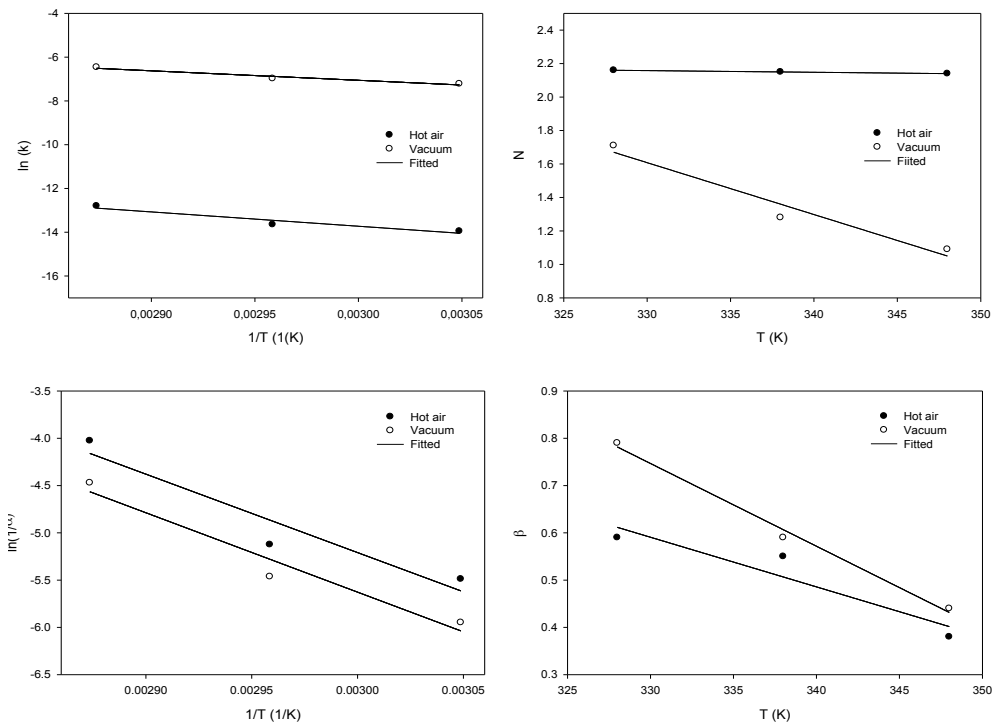 -4
-6
-8
-10
-12
-14
-16
ln (k)
Hot air
Vacuum
Fitted
0,00290
0,00295
0,00300
0,00305
1/T (1(K)
2.4
2.0
1.6
1.2
1.0
0.8
N
Hot air
Vacuum
Fiited
325
330
335
340
345
350
T (K)
-3.5
-4.0
-4.5
-5.0
-5.5
-6.0
-6.5
ln(1/α)
Hot air
Vacuum
Fitted
0.00290
0.00295
0.00300
0.00305
1/T (1/K)
0.9
0.8
0.7
0.6
0.5
0.4
0.3
β
Hot air
Vacuum
Fitted
325
330
335
340
345
350
T (K)